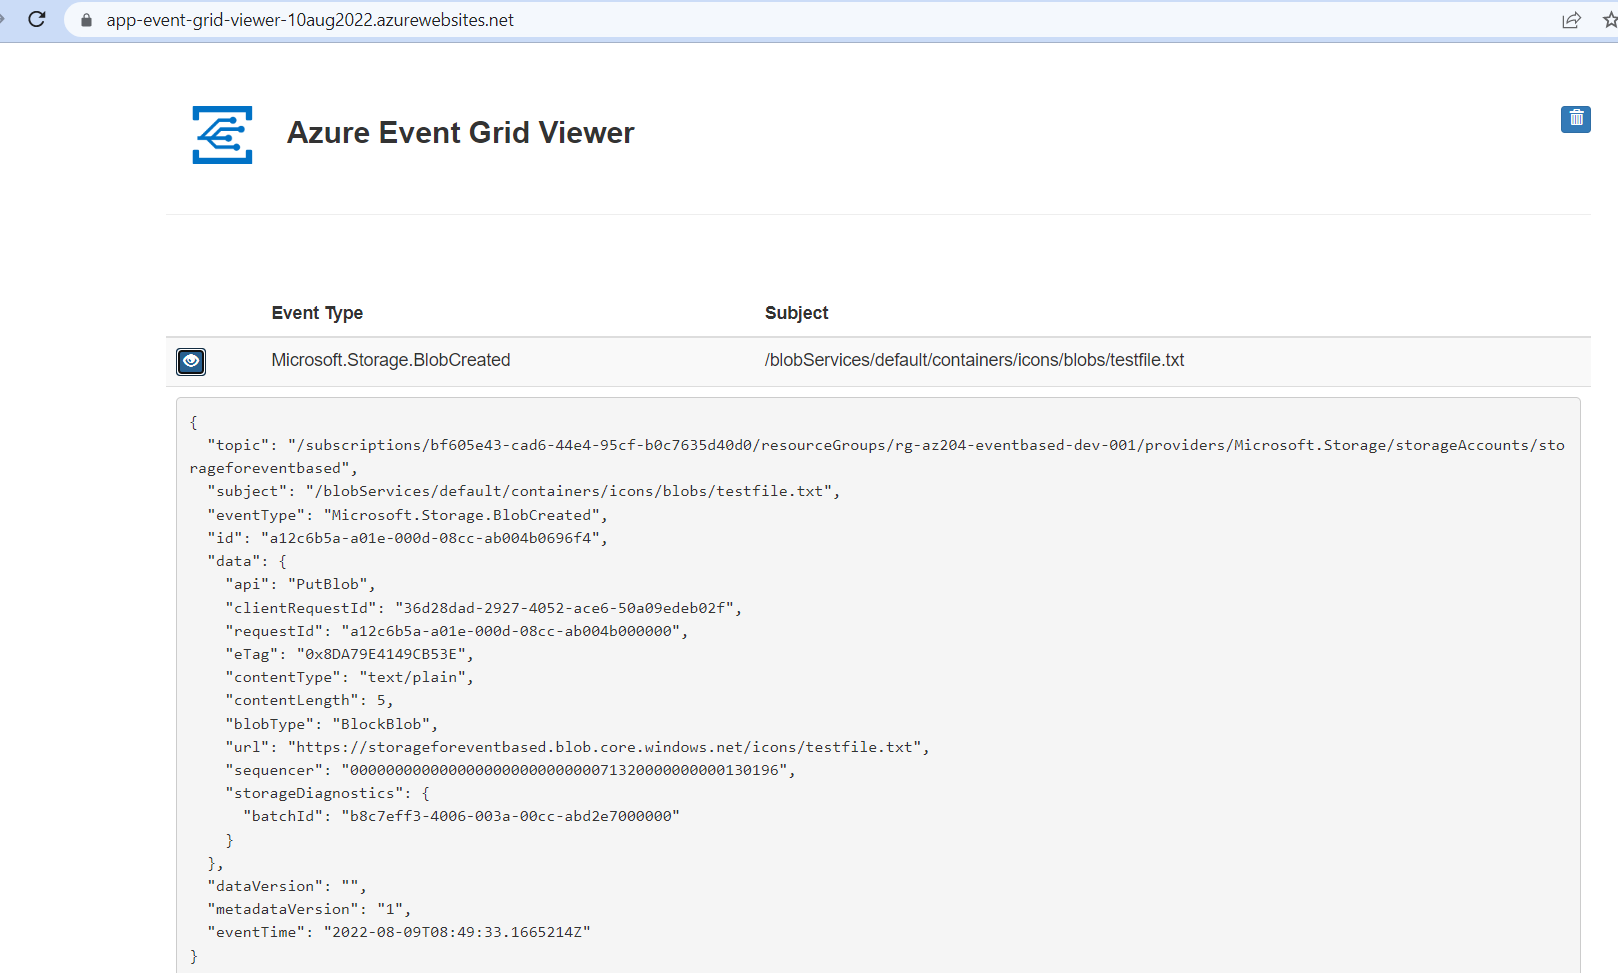 app-event-grid-viewer-10aug2022.azurewebsites.net
Azure Event Grid Viewer
Event Type Subject
Microsoft.Storage.BlobCreated /blobServices/default/containers/icons/blobs/testfile.txt
{
"topic": "/subscriptions/bf605e43-cad6-44e4-95cf-b0c7635d40d0/resourceGroups/rg-az204-eventbased-dev-001/providers/Microsoft.Storage/storageAccounts/sto
rageforeventbased",
"subject": "/blobServices/default/containers/icons/blobs/testfile.txt",
"eventType": "Microsoft.Storage.BlobCreated",
"id": "a12c6b5a-a01e-000d-08cc-ab004b0696f4",
"data": {
"api": "PutBlob",
"clientRequestId": "36d28dad-2927-4052-ace6-50a09edeb02f",
"requestId": "a12c6b5a-a01e-000d-08cc-ab004b000000",
"eTag": "0x8DA79E4149CB53E",
"contentType": "text/plain",
"contentLength": 5,
"blobType": "BlockBlob",
"url": "https://storageforeventbased.blob.core.windows.net/icons/testfile.txt",
"sequencer": "00000000000000000000000000007132000000000130196",
"storageDiagnostics": {
"batchId": "b8c7eff3-4006-003a-00cc-abd2e7000000"
}
},
"dataVersion": "",
"metadataVersion": "1",
"eventTime": "2022-08-09T08:49:33.1665214Z"
}